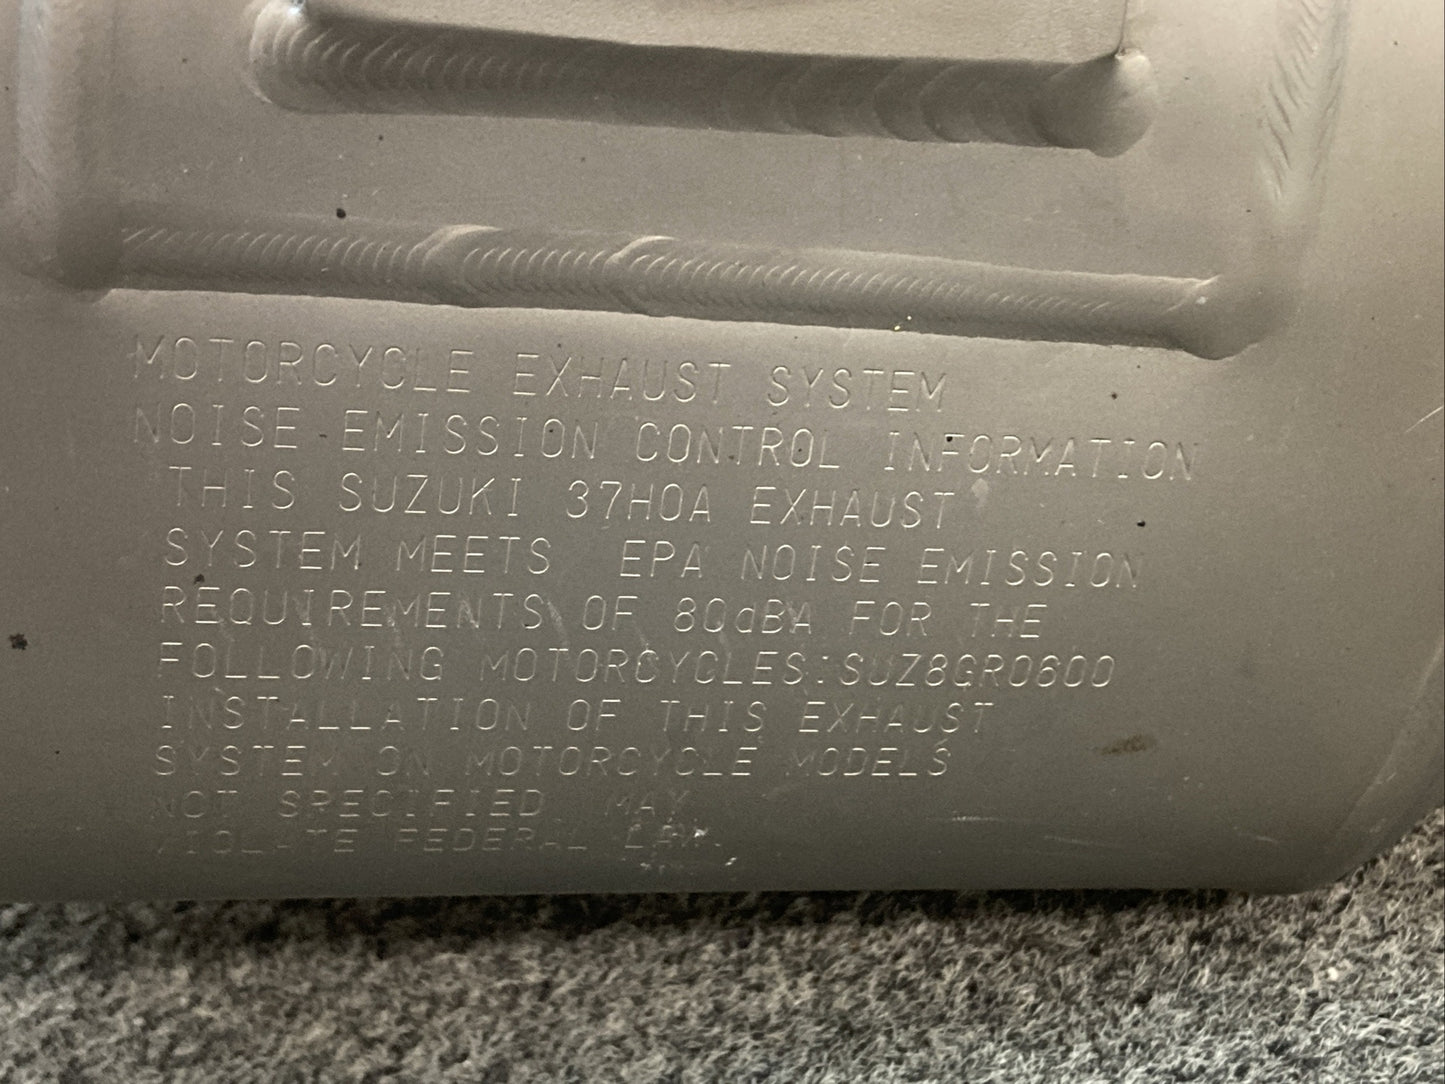 MOTORCYCLE EXHAUST SYSTEM
NOISE EMISSION CONTROL INFORMATION
THIS SUZUKI 37H0A EXHAUST
SYSTEM MEETS EPA NOISE EMISSION
REQUIREMENTS OF 80dBA FOR THE
FOLLOWING MOTORCYCLES:SUZ8GR0600
INSTALLATION OF THIS EXHAUST
SYSTEM ON MOTORCYCLE MODELS
NOT SPECIFIED MAY
VIOLATE FEDERAL LAW.